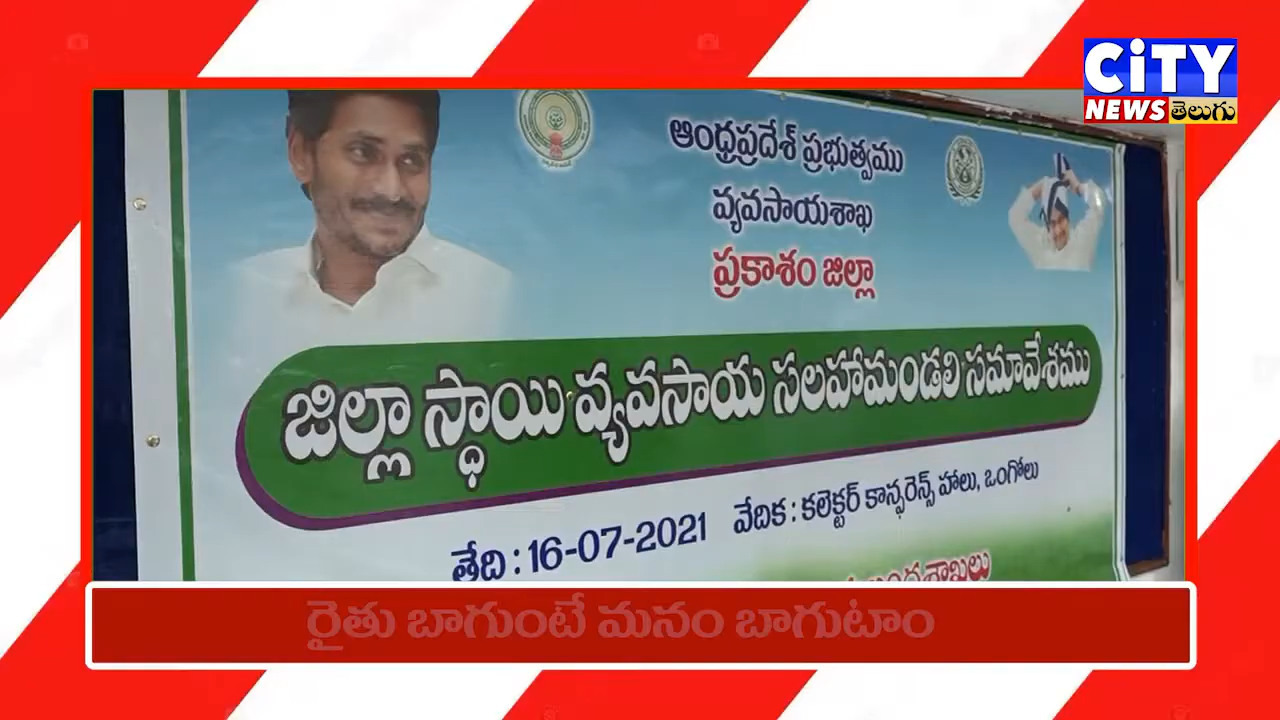 CiTY
NEWS తెలుగు
ఆంధ్రప్రదేశ్ ప్రభుత్వము
వ్యవసాయశాఖ
ప్రకాశం జిల్లా
జిల్లా స్థాయి వ్యవసాయ సలహామండలి సమావేశము
తేది : 16-07-2021 వేదిక : కలెక్టర్ కాన్ఫరెన్స్ హాలు, ఒంగోలు
రైతు బాగుంటే మనం బాగుటాం